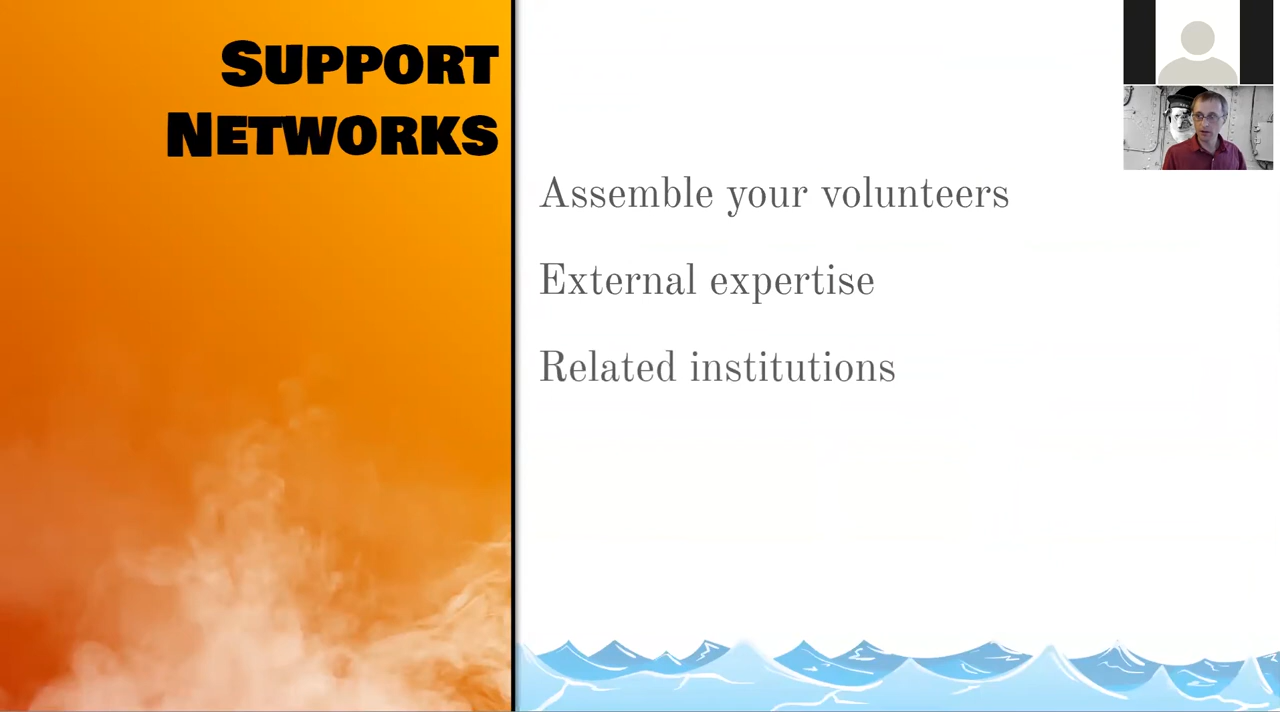 Support
Networks
Assemble your volunteers
External expertise
Related institutions